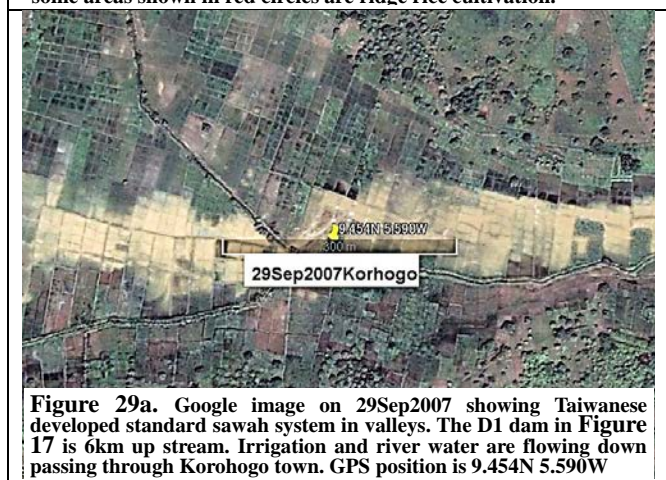 some areas shown in red circles are ridge rice cultivation.
9.454N 5.590W
300 m
29Sep2007Korhogo
Figure 29a. Google image on 29Sep2007 showing Taiwanese
developed standard sawah system in valleys. The D1 dam in Figure
17 is 6km up stream. Irrigation and river water are flowing down
passing through Korohogo town. GPS position is 9.454N 5.590W